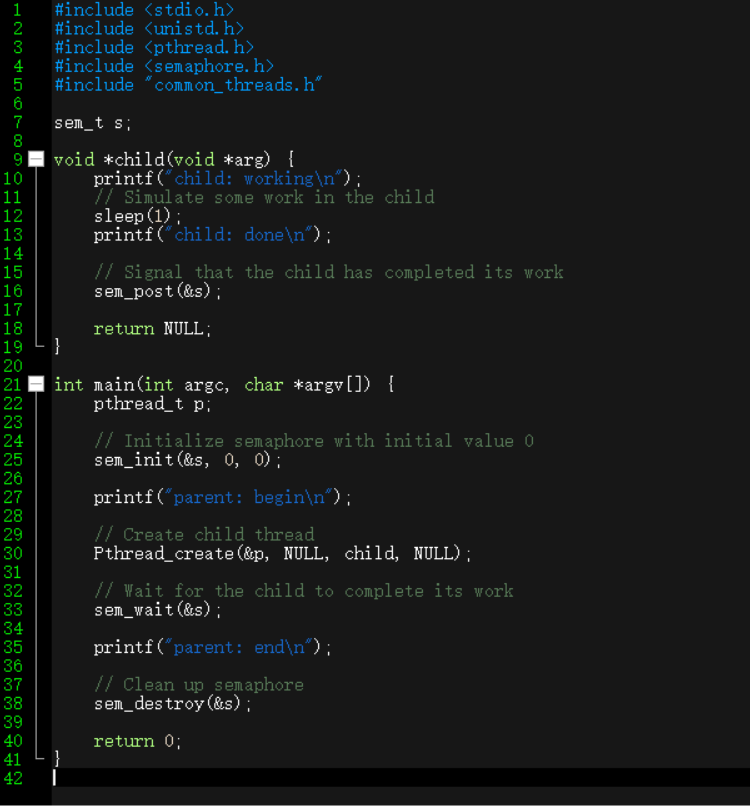 1 #include <stdio.h>
2 #include <unistd.h>
3 #include <pthread.h>
4 #include <semaphore.h>
5 #include "common_threads.h"
6
7 sem_t s;
8
9 void *child(void *arg) {
10     printf("child: working\n");
11     // Simulate some work in the child
12     sleep(1);
13     printf("child: done\n");
14
15     // Signal that the child has completed its work
16     sem_post(&s);
17
18     return NULL;
19 }
20
21 int main(int argc, char *argv[]) {
22     pthread_t p;
23
24     // Initialize semaphore with initial value 0
25     sem_init(&s, 0, 0);
26
27     printf("parent: begin\n");
28
29     // Create child thread
30     Pthread_create(&p, NULL, child, NULL);
31
32     // Wait for the child to complete its work
33     sem_wait(&s);
34
35     printf("parent: end\n");
36
37     // Clean up semaphore
38     sem_destroy(&s);
39
40     return 0;
41 }
42